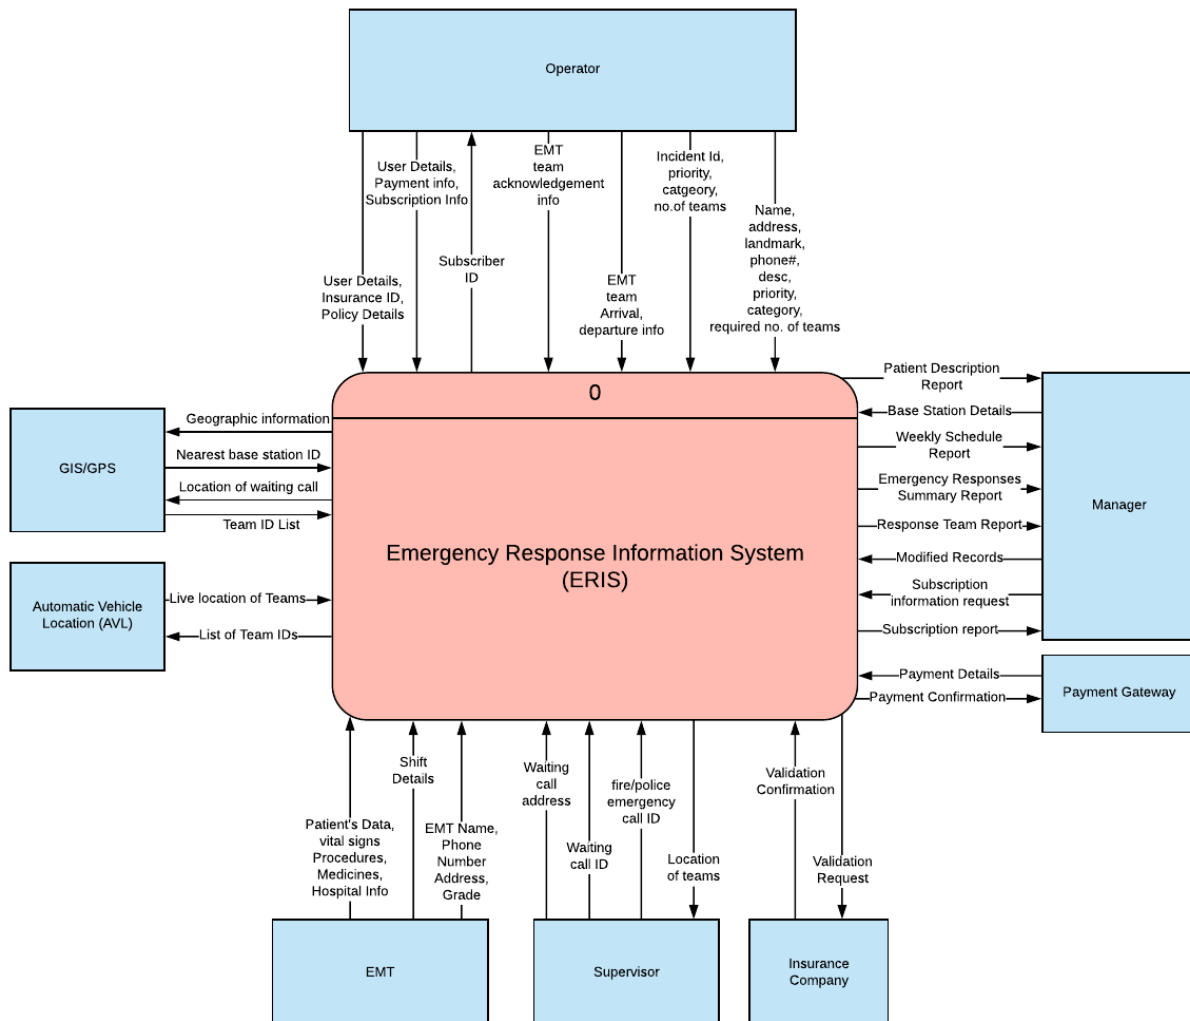 Operator
User Details,
Payment info,
Subscription Info
EMT
team
acknowledgement
info
Incident Id,
priority,
catgeory,
no.of teams
Name,
address,
landmark,
phone#,
desc,
priority,
category,
required no. of teams
Subscriber
ID
User Details,
Insurance ID,
Policy Details
EMT
team
Arrival,
departure info
0
Emergency Response Information System
(ERIS)
GIS/GPS
Geographic information
Nearest base station ID
Location of waiting call
Team ID List
Automatic Vehicle
Location (AVL)
Live location of Teams
List of Team IDs
Patient Description
Report
Base Station Details
Weekly Schedule
Report
Emergency Responses
Summary Report
Response Team Report
Modified Records
Subscription
information request
Subscription report
Manager
Payment Details
Payment Confirmation
Payment Gateway
Patient's Data,
vital signs
Procedures,
Medicines,
Hospital Info
Shift
Details
EMT Name,
Phone
Number
Address,
Grade
Waiting
call
address
Waiting
call ID
fire/police
emergency
call ID
Location
of teams
Validation
Confirmation
Validation
Request
EMT
Supervisor
Insurance
Company